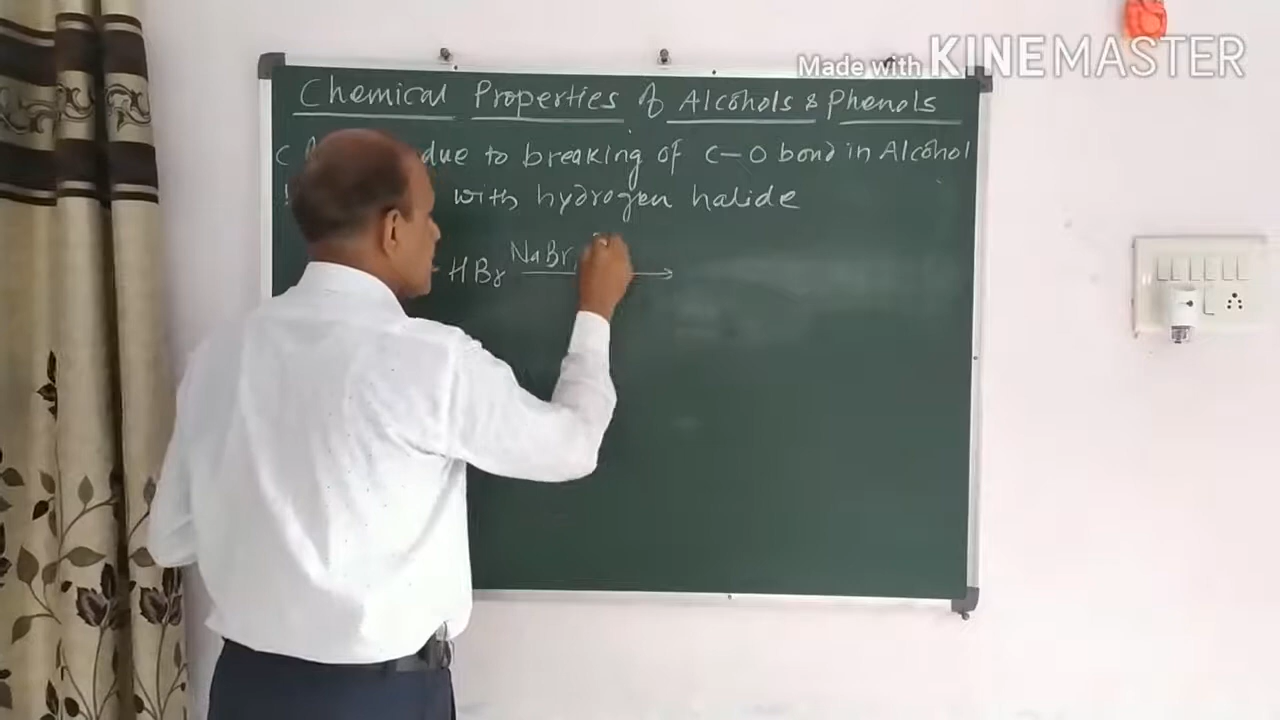 Made with KINEMASTER
Chemical Properties of Alcohols & Phenols
C due to breaking of C-O bond in Alcohol
with hydrogen halide
HBr NaBr,